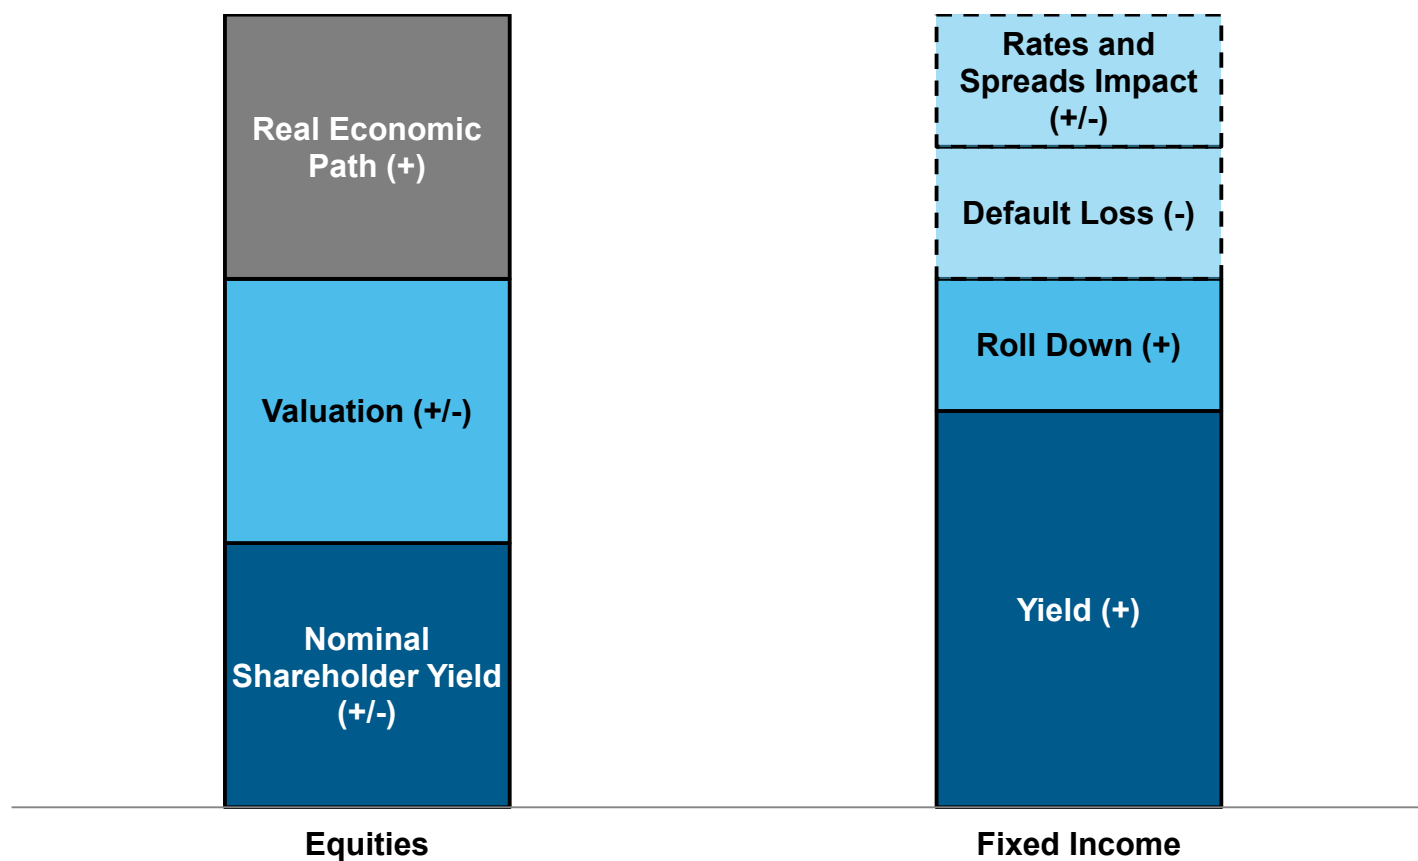 Real Economic
Path (+)
Valuation (+/-)
Nominal
Shareholder Yield
(+/-)
Equities
Rates and
Spreads Impact
(+/-)
Default Loss (-)
Roll Down (+)
Yield (+)
Fixed Income